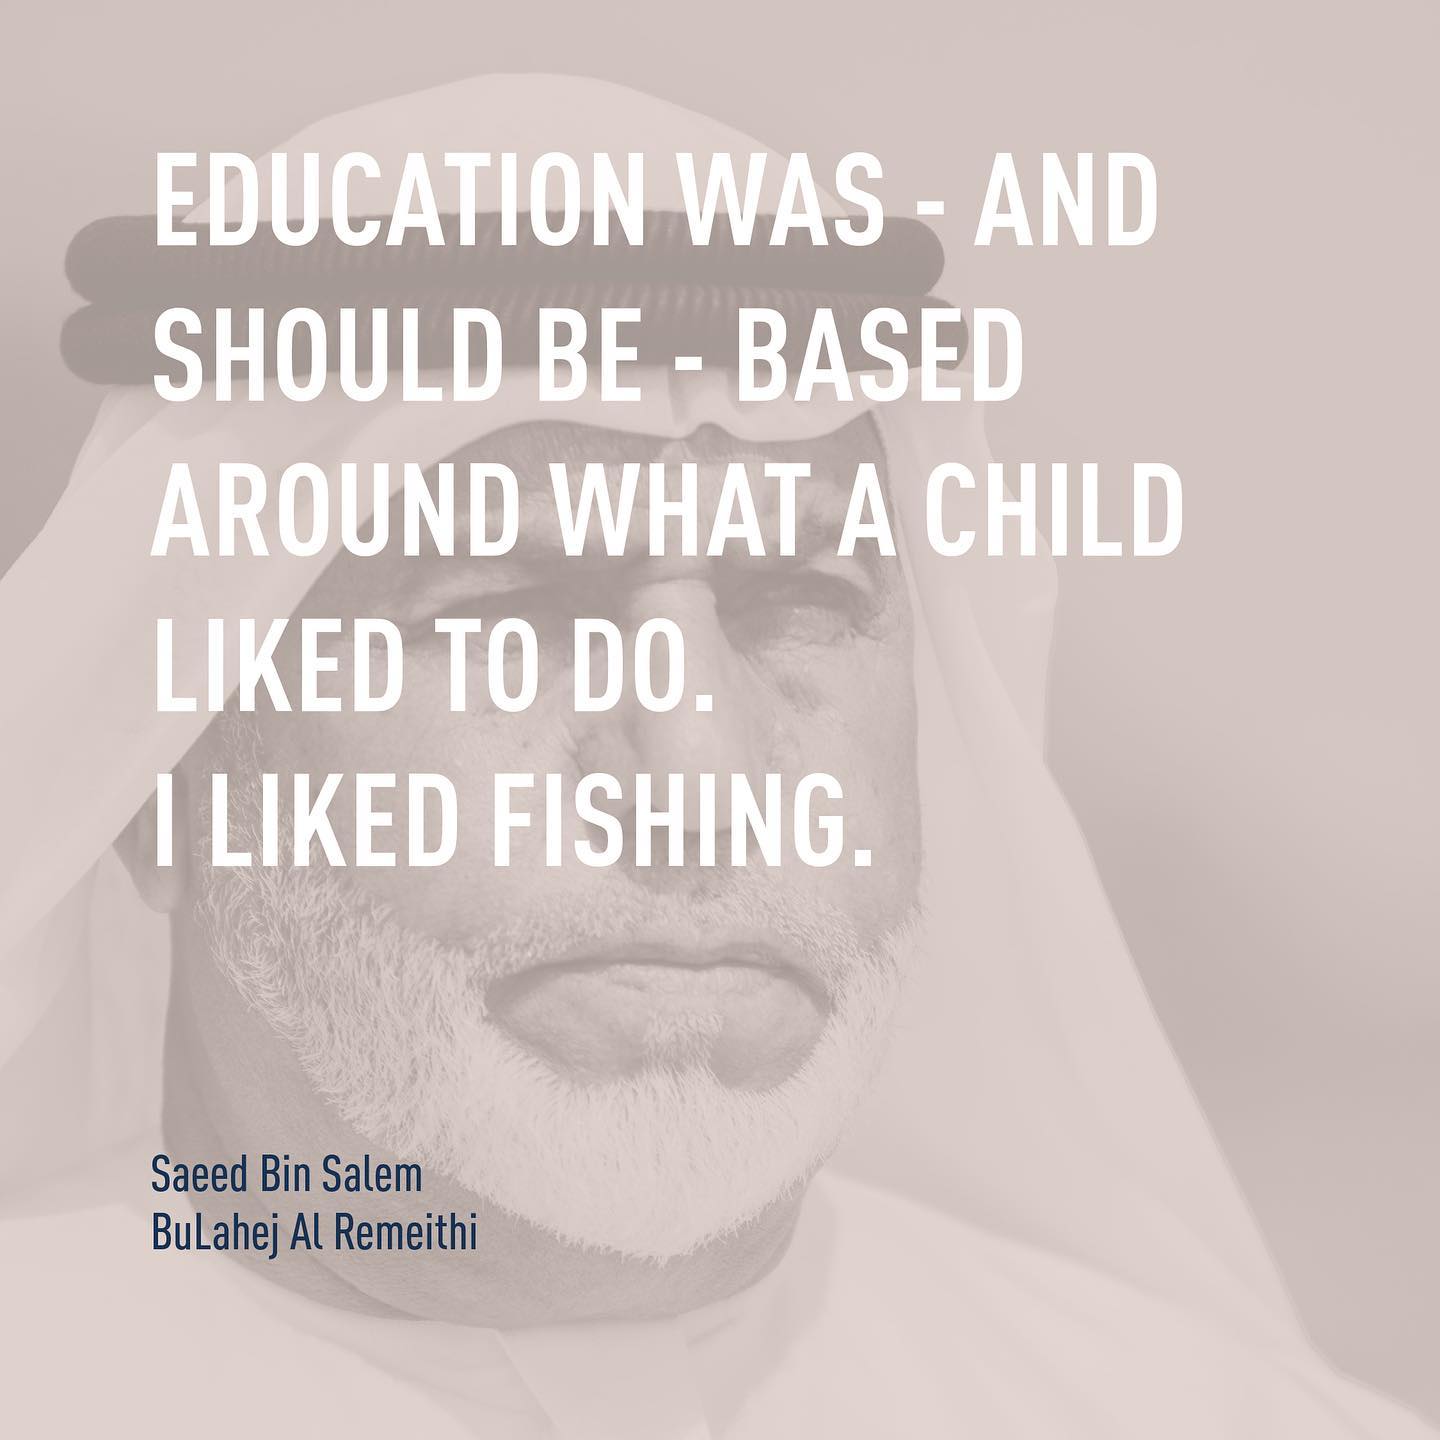 EDUCATION WAS - AND
SHOULD BE - BASED
AROUND WHAT A CHILD
LIKED TO DO.
I LIKED FISHING.
Saeed Bin Salem
BuLahej Al Remeithi